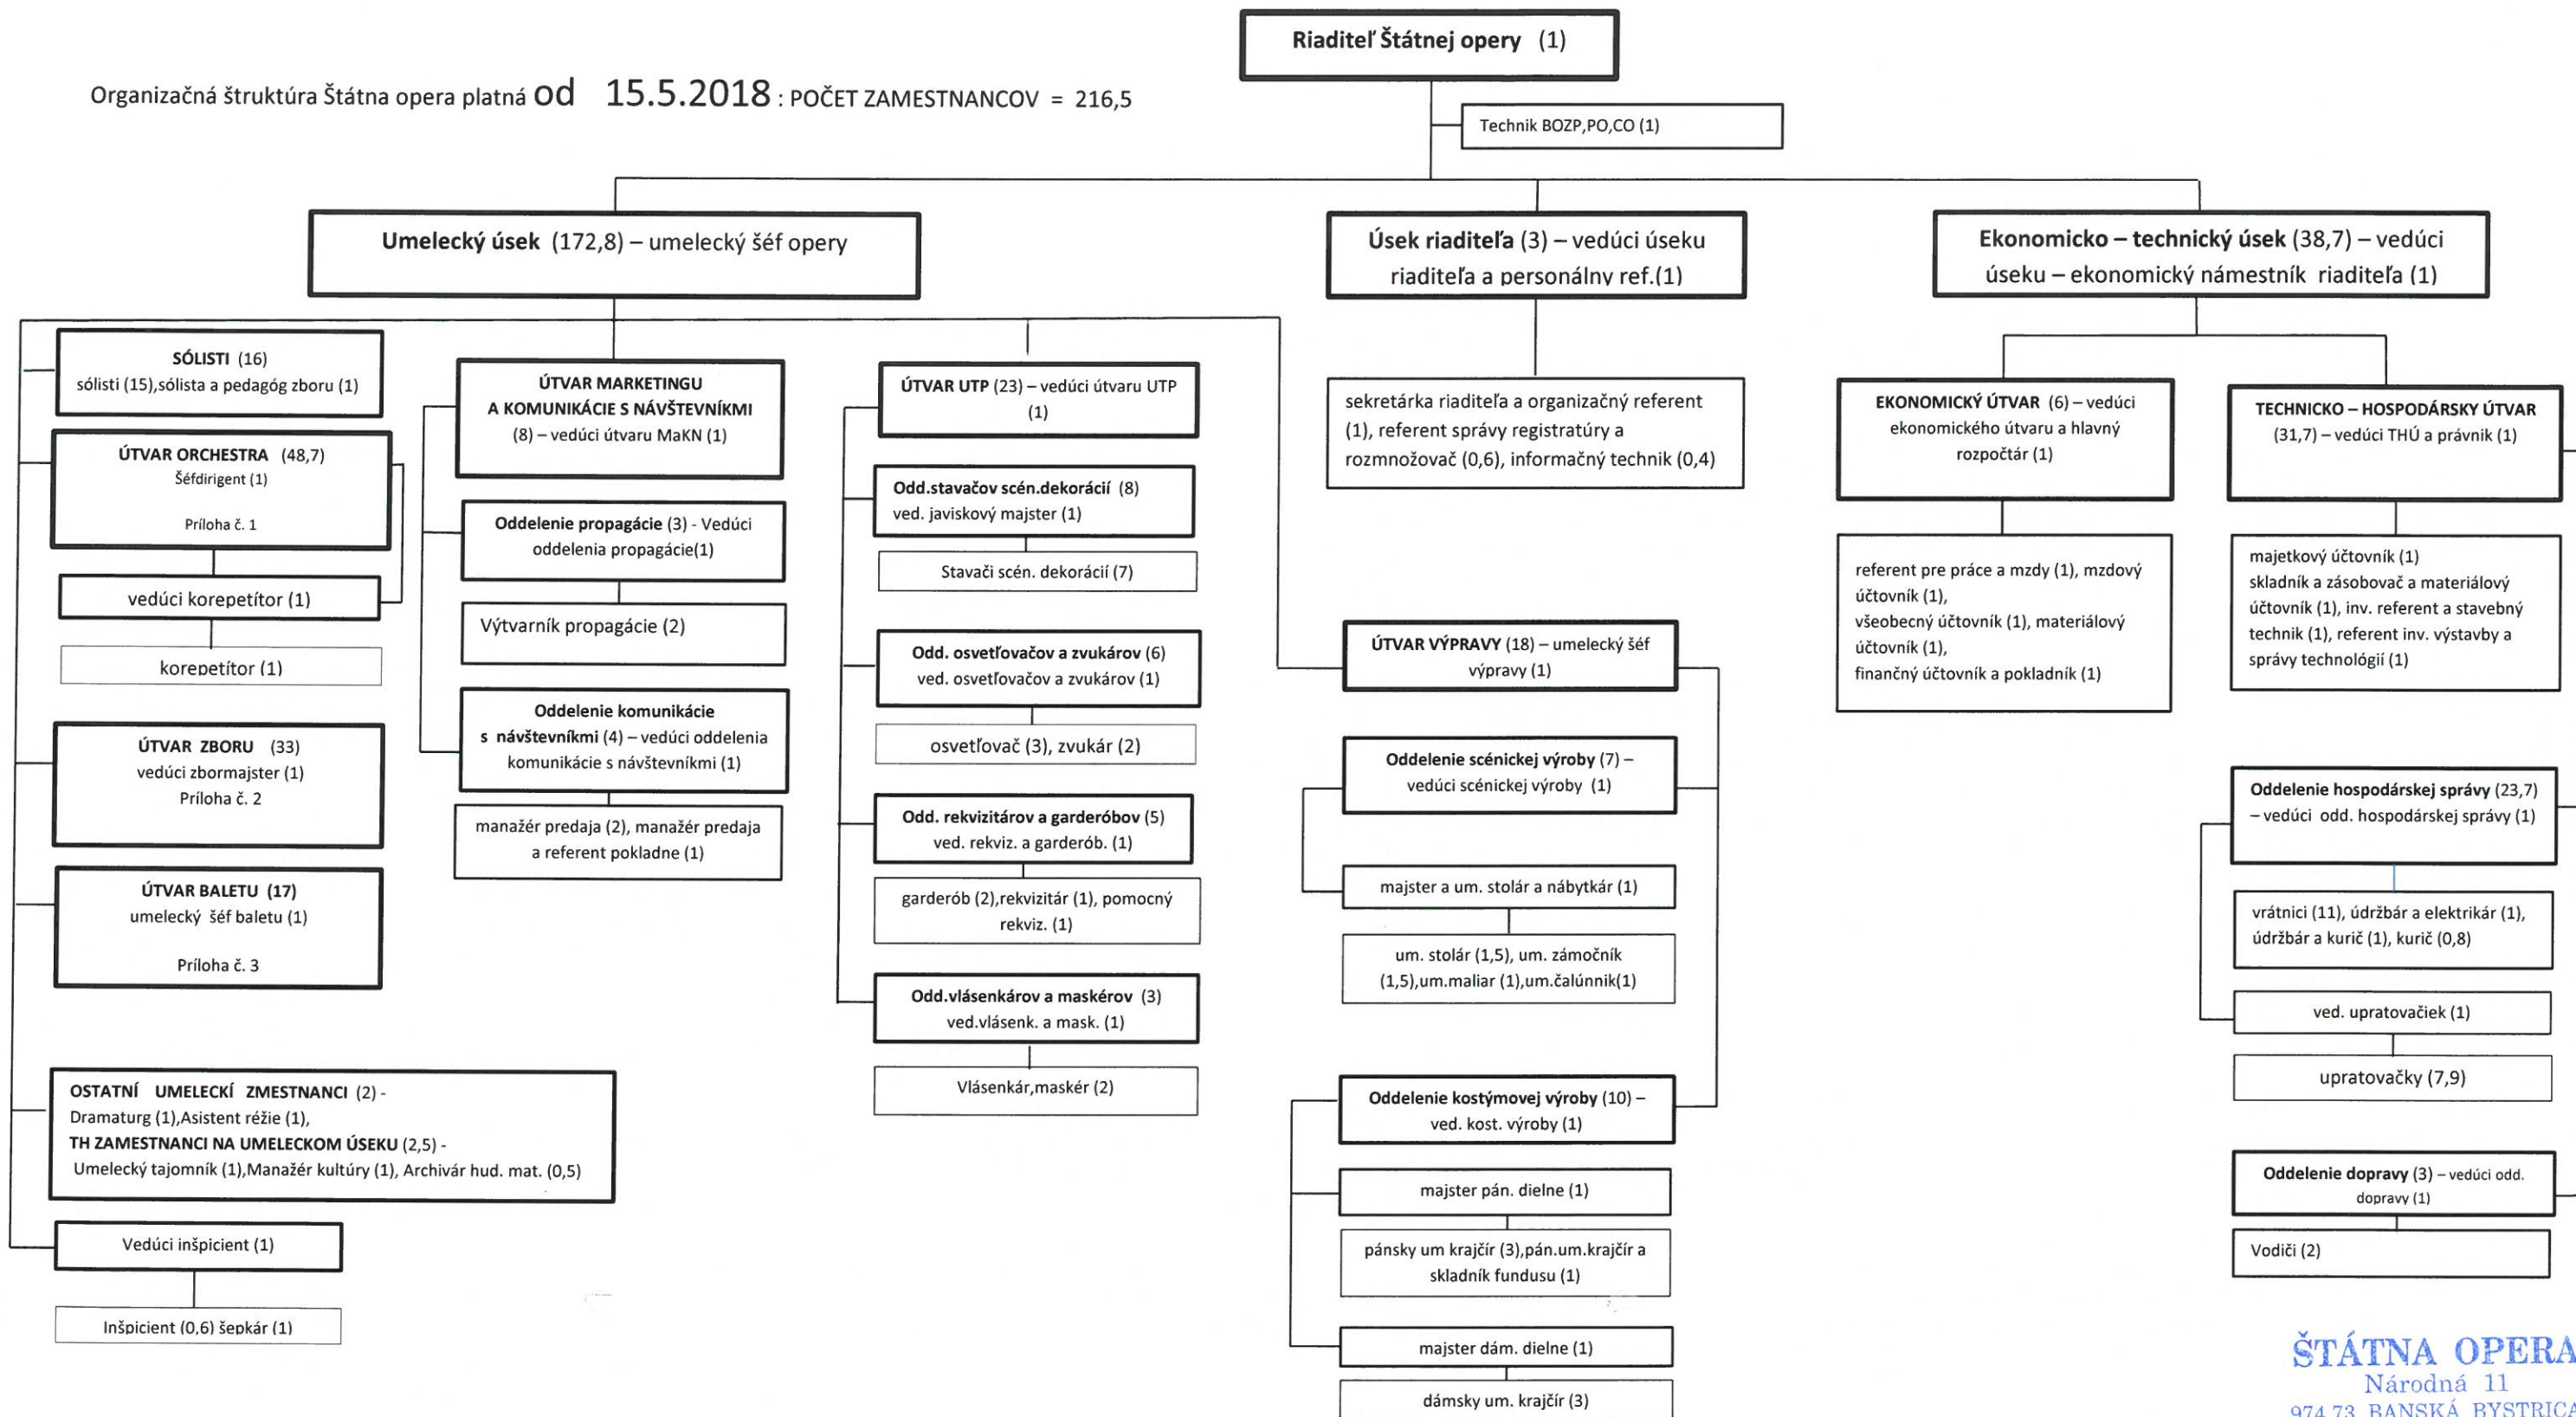 Riaditeľ Štátnej opery (1)
Organizačná štruktúra Štátna opera platná od 15.5.2018 : POČET ZAMESTNANCOV = 216,5
Technik BOZP,PO,CO (1)
Umelecký úsek (172,8) – umelecký šéf opery
Úsek riaditeľa (3) – vedúci úseku
riaditeľa a personálny ref.(1)
Ekonomicko – technický úsek (38,7) – vedúci
úseku – ekonomický námestník riaditeľa (1)
SÓLISTI (16)
sólisti (15),sólista a pedagóg zboru (1)
ÚTVAR ORCHESTRA (48,7)
Šéfdirigent (1)
Príloha č. 1
vedúci korepetítor (1)
korepetítor (1)
ÚTVAR ZBORU (33)
vedúci zbormajster (1)
Príloha č. 2
ÚTVAR BALETU (17)
umelecký šéf baletu (1)
Príloha č. 3
OSTATNÍ UMELECKÍ ZMESTNANCI (2) -
Dramaturg (1),Asistent réžie (1),
TH ZAMESTNANCI NA UMELECKOM ÚSEKU (2,5) -
Umelecký tajomník (1),Manažér kultúry (1), Archivár hud. mat. (0,5)
Vedúci inšpicient (1)
Inšpicient (0,6) šepkár (1)
ÚTVAR MARKETINGU
A KOMUNIKÁCIE S NÁVŠTEVNÍKMI
(8) – vedúci útvaru MaKN (1)
Oddelenie propagácie (3) - Vedúci
oddelenia propagácie(1)
Výtvarník propagácie (2)
Oddelenie komunikácie
s návštevníkmi (4) – vedúci oddelenia
komunikácie s návštevníkmi (1)
manažér predaja (2), manažér predaja
a referent pokladne (1)
ÚTVAR UTP (23) – vedúci útvaru UTP
(1)
Odd.stavačov scén.dekorácií (8)
ved. javiskový majster (1)
Stavači scén. dekorácií (7)
Odd. osvetľovačov a zvukárov (6)
ved. osvetľovačov a zvukárov (1)
osvetľovač (3), zvukár (2)
Odd. rekvizitárov a garderóbov (5)
ved. rekviz. a garderób. (1)
garderób (2),rekvizitár (1), pomocný
rekviz. (1)
Odd.vlásenkárov a maskérov (3)
ved.vlásenk. a mask. (1)
Vlásenkár,maskér (2)
sekretárka riaditeľa a organizačný referent
(1), referent správy registratúry a
rozmnožovač (0,6), informačný technik (0,4)
ÚTVAR VÝPRAVY (18) – umelecký šéf
výpravy (1)
Oddelenie scénickej výroby (7) –
vedúci scénickej výroby (1)
majster a um. stolár a nábytkár (1)
um. stolár (1,5), um. zámočník
(1,5),um.maliar (1),um.čalúnnik(1)
Oddelenie kostýmovej výroby (10) –
ved. kost. výroby (1)
majster pán. dielne (1)
pánsky um krajčír (3),pán.um.krajčír a
skladník fundusu (1)
majster dám. dielne (1)
dámsky um. krajčír (3)
EKONOMICKÝ ÚTVAR (6) – vedúci
ekonomického útvaru a hlavný
rozpočtár (1)
referent pre práce a mzdy (1), mzdový
účtovník (1),
všeobecný účtovník (1), materiálový
účtovník (1),
finančný účtovník a pokladník (1)
TECHNICKO – HOSPODÁRSKY ÚTVAR
(31,7) – vedúci THÚ a právnik (1)
majetkový účtovník (1)
skladník a zásobovač a materiálový
účtovník (1), inv. referent a stavebný
technik (1), referent inv. výstavby a
správy technológií (1)
Oddelenie hospodárskej správy (23,7)
– vedúci odd. hospodárskej správy (1)
vrátnici (11), údržbár a elektrikár (1),
údržbár a kurič (1), kurič (0,8)
ved. upratovačiek (1)
upratovačky (7,9)
Oddelenie dopravy (3) – vedúci odd.
dopravy (1)
Vodiči (2)
ŠTÁTNA OPERA
Národná 11
974 73 BANSKÁ BYSTRICA